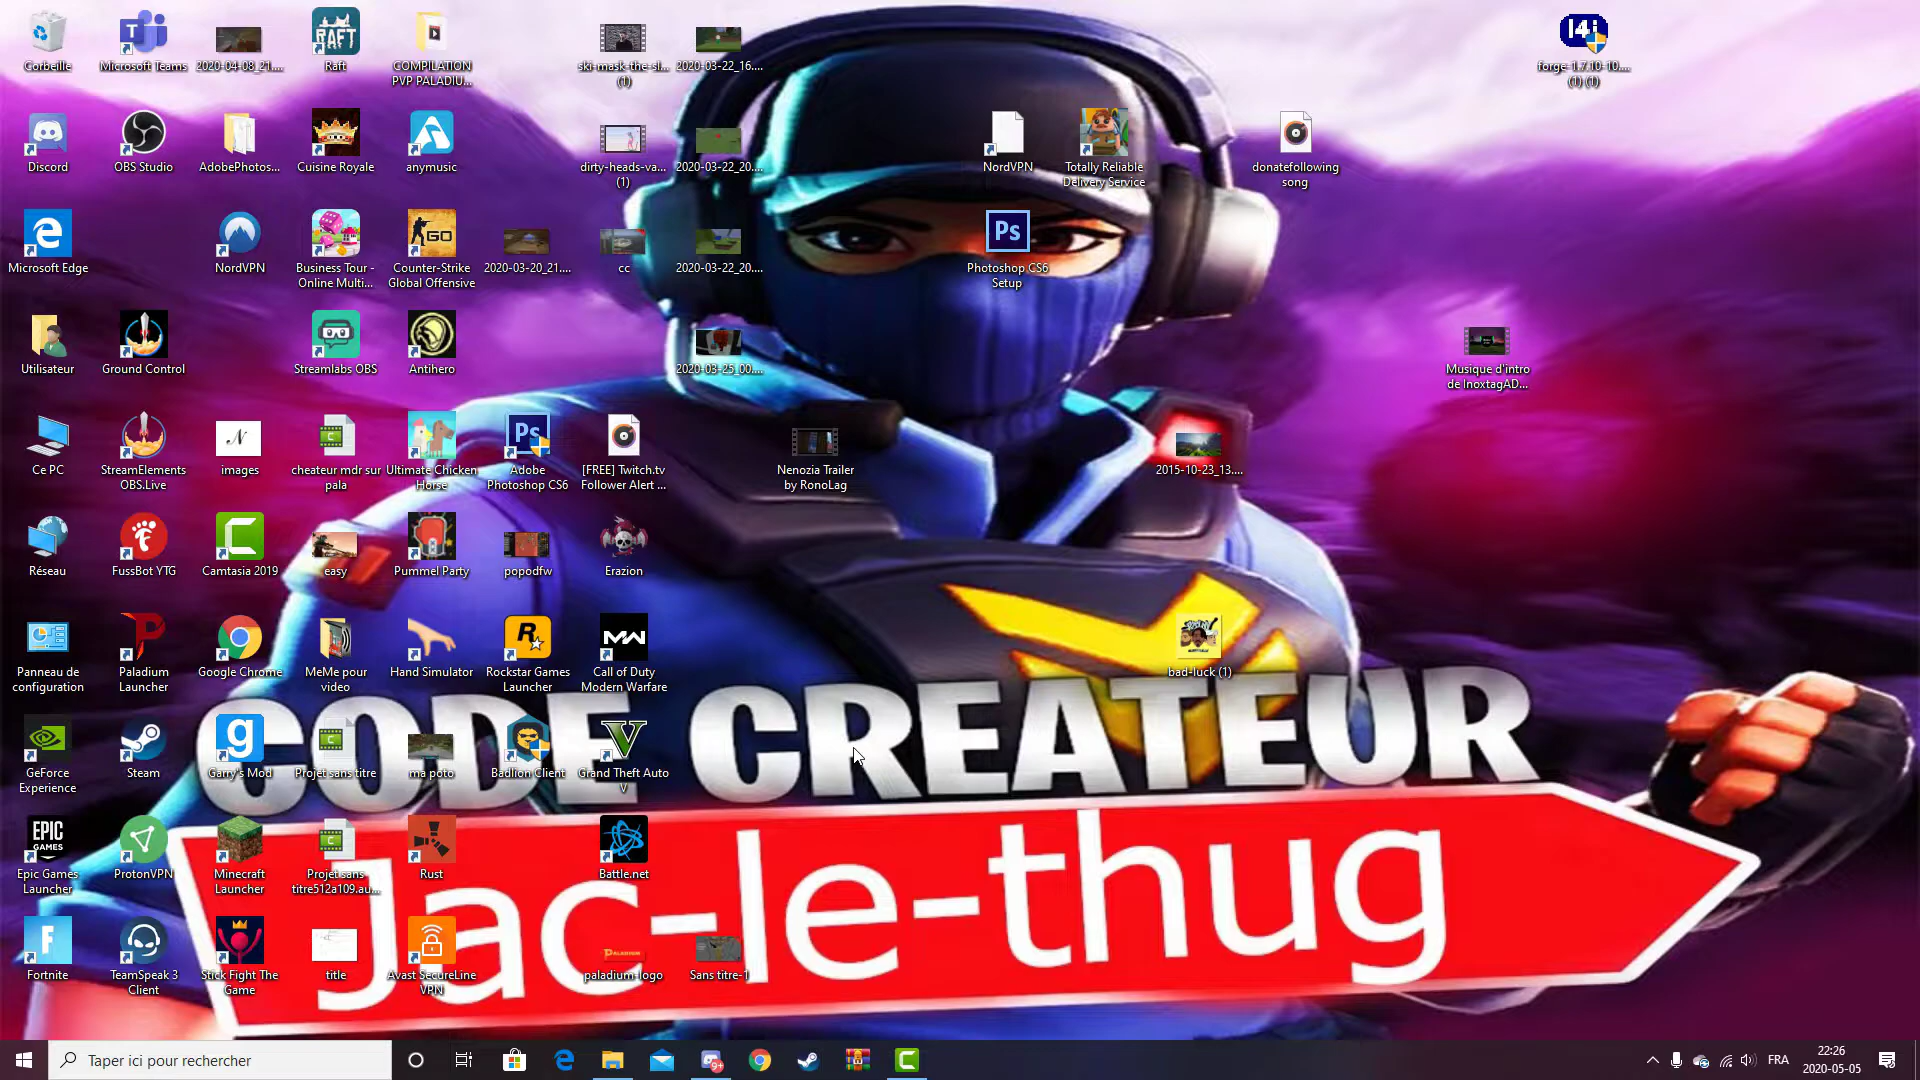 Corbeille
Microsoft Teams
2020-04-08_21....
RAFT
Raft
COMPILATION
PVP PALADIU...
ski-mask-the-sl...
(1)
2020-03-22_16....
14i
forge-1.7.10-10....
(1) (1)
Discord
OBS Studio
AdobePhotos...
Cuisine Royale
anymusic
dirty-heads-va...
(1)
2020-03-22_20....
NordVPN
Totally Reliable
Delivery Service
donatefollowing
song
Microsoft Edge
NordVPN
Business Tour -
Online Multi...
GO
Counter-Strike
Global Offensive
2020-03-20_21....
cc
2020-03-22_20....
Ps
Photoshop CS6
Setup
Utilisateur
Ground Control
Streamlabs OBS
Antihero
2020-03-25_00....
Musique d'intro
de InoxtagAD...
Ce PC
StreamElements
OBS.Live
N
images
cheateur mdr sur
pala
Ultimate Chicken
Horse
Ps
Adobe
Photoshop CS6
[FREE] Twitch.tv
Follower Alert ...
Nenozia Trailer
by RonoLag
2015-10-23_13....
Réseau
FussBot YTG
C
Camtasia 2019
easy
Pummel Party
popodfw
Erazion
Panneau de
configuration
Paladium
Launcher
Google Chrome
MeMe pour
video
Hand Simulator
R
Rockstar Games
Launcher
MW
Call of Duty
Modern Warfare
bad-luck (1)
CODE CREATEUR
GeForce
Experience
Steam
g
Garry's Mod
Projet sans titre
ma poto
Badlion Client
V
Grand Theft Auto
V
EPIC
GAMES
Epic Games
Launcher
ProtonVPN
Minecraft
Launcher
Projet sans
titre512a109.au...
Rust
Battle.net
Jac-le-thug
F
Fortnite
TeamSpeak 3
Client
Stick Fight The
Game
title
Avast SecureLine
VPN
PALADIUM
paladium-logo
Sans titre-1
Taper ici pour rechercher
9+
FRA
22:26
2020-05-05